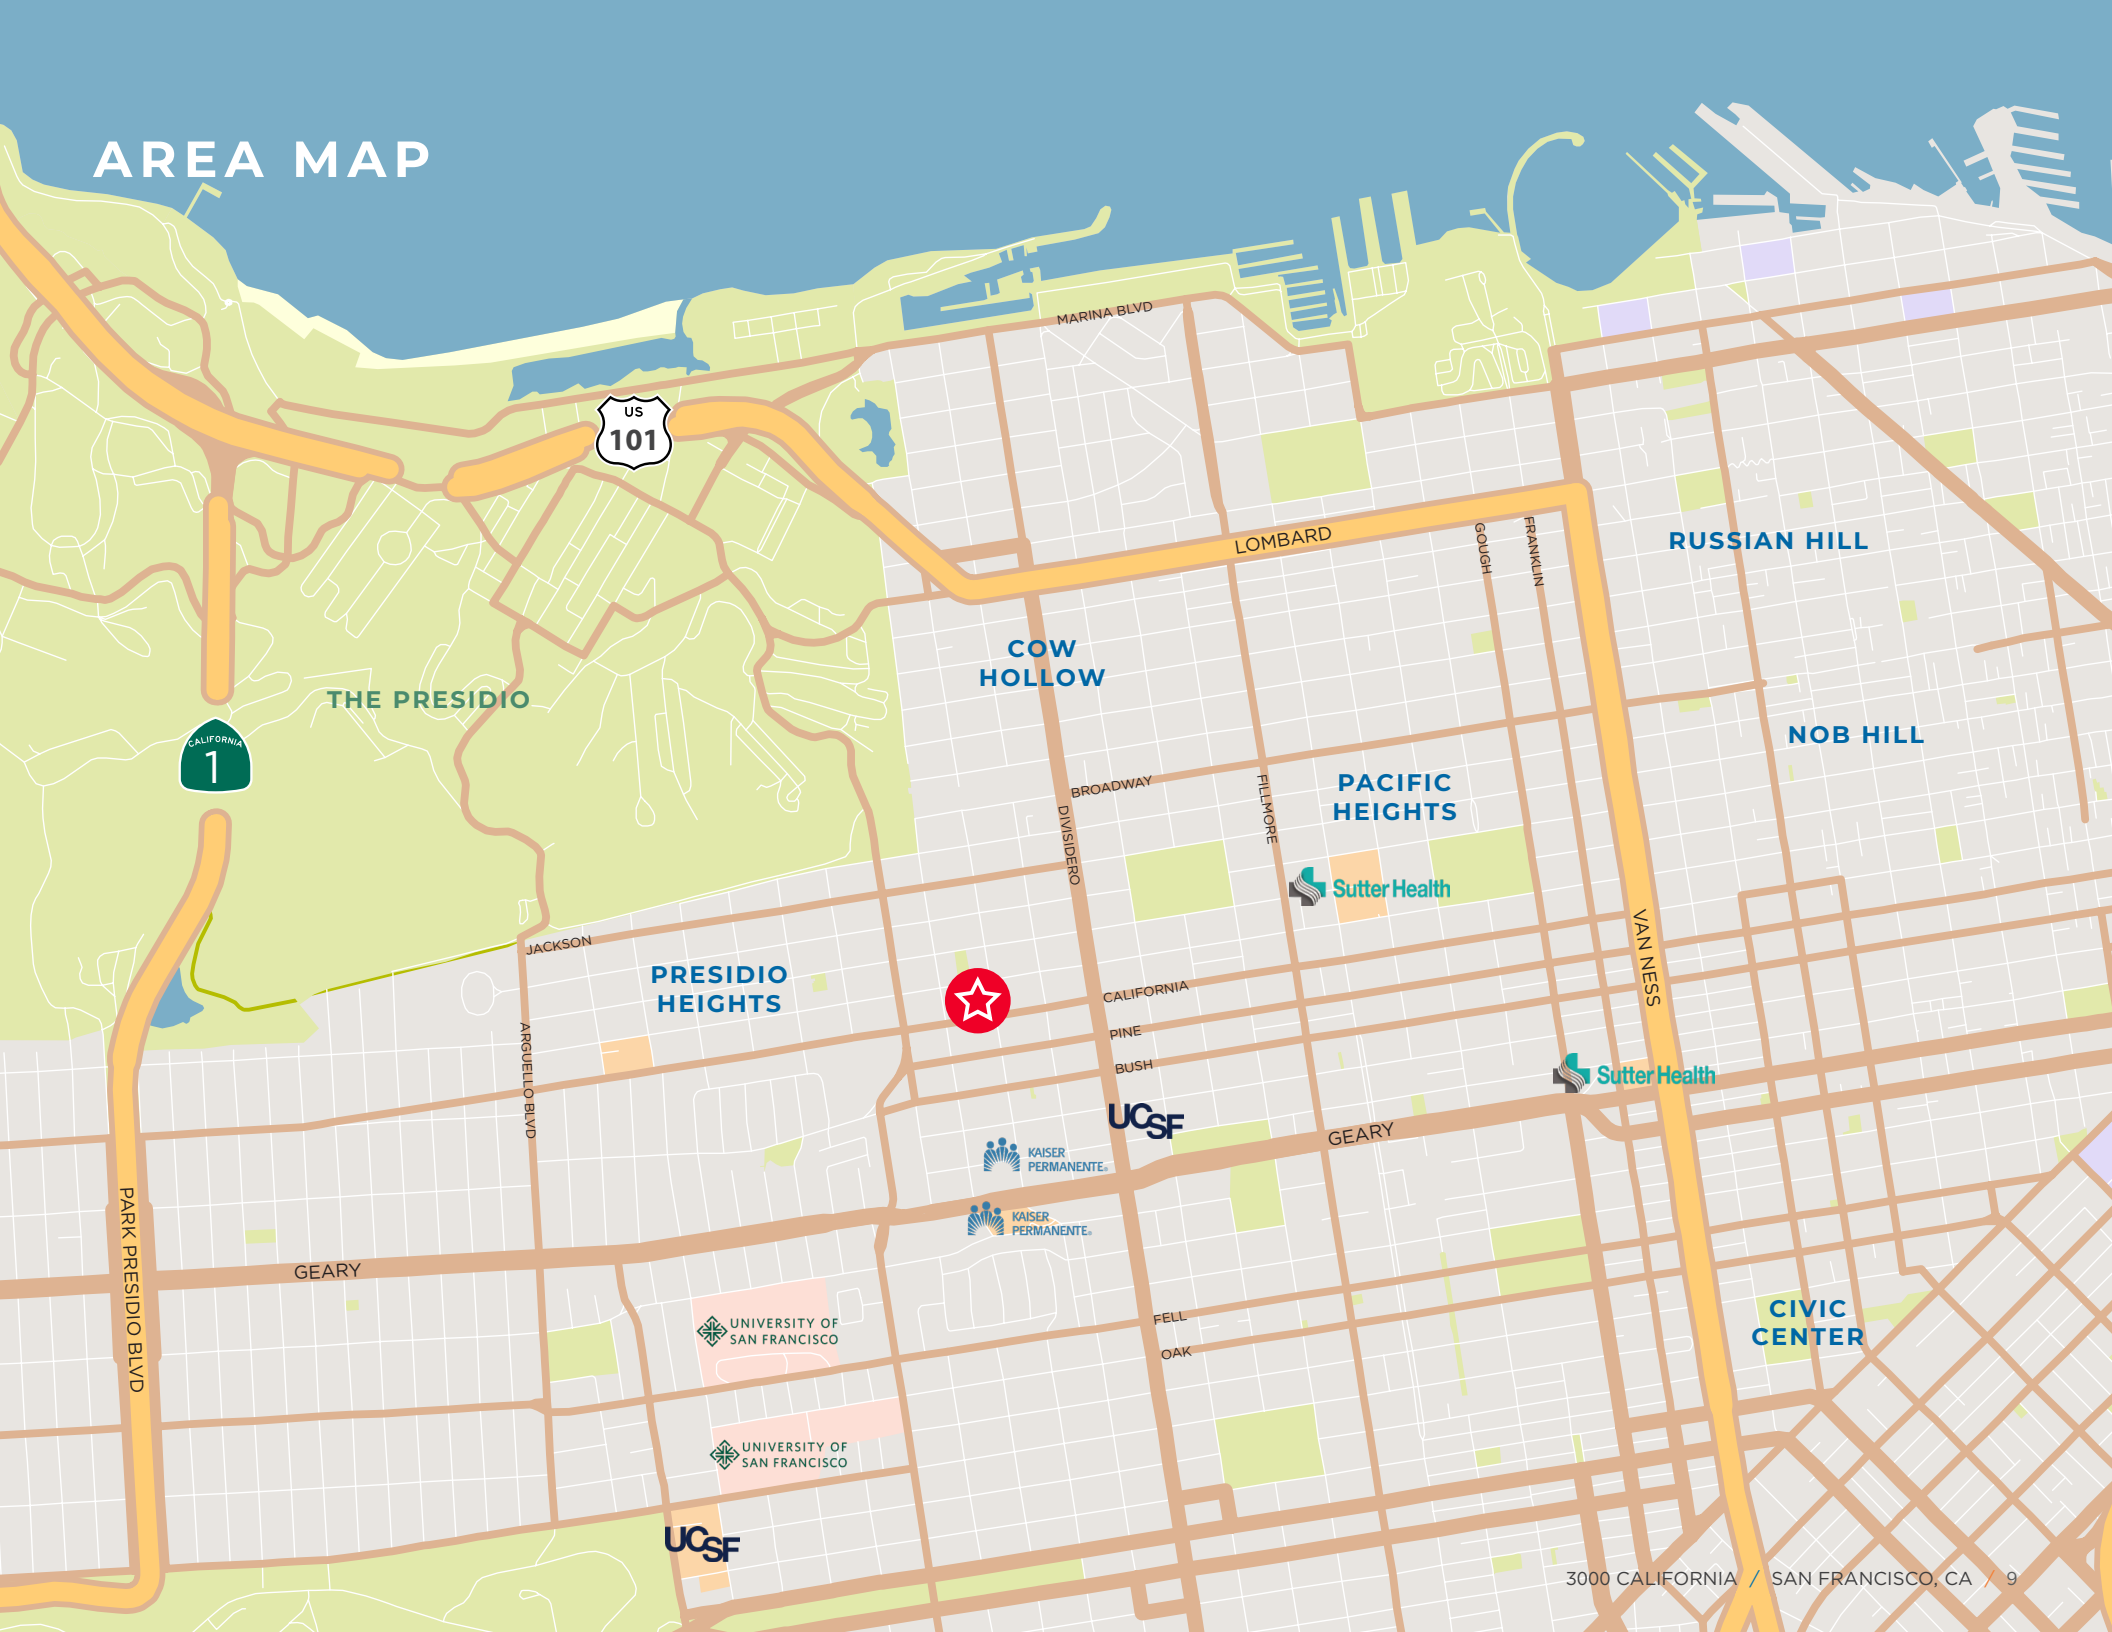 AREA MAP
MARINA BLVD
US
101
LOMBARD
GOUGH
FRANKLIN
RUSSIAN HILL
COW
HOLLOW
THE PRESIDIO
CALIFORNIA
1
NOB HILL
BROADWAY
DIVISIDERO
FILLMORE
PACIFIC
HEIGHTS
Sutter Health
VAN NESS
JACKSON
PRESIDIO
HEIGHTS
CALIFORNIA
PINE
BUSH
ARGUELLO BLVD
Sutter Health
UCSF
GEARY
KAISER
PERMANENTE®
KAISER
PERMANENTE®
PARK PRESIDIO BLVD
GEARY
UNIVERSITY OF
SAN FRANCISCO
FELL
OAK
CIVIC
CENTER
UNIVERSITY OF
SAN FRANCISCO
UCSF
3000 CALIFORNIA / SAN FRANCISCO, CA / 9